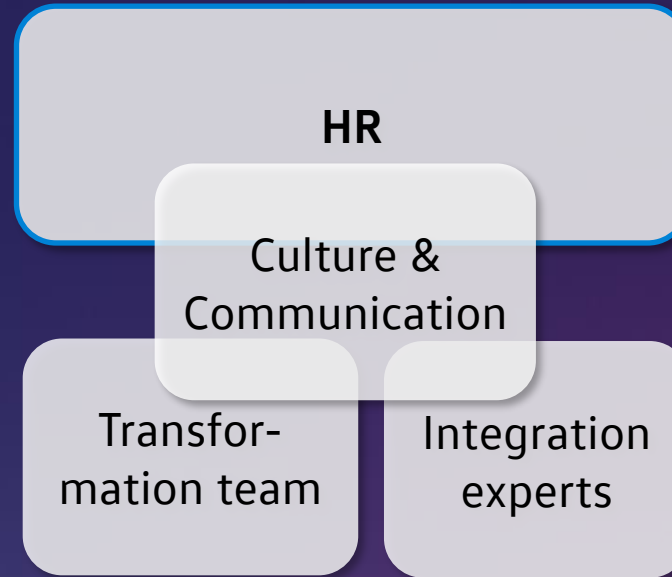 HR
Culture &
Communication
Transfor-
mation team
Integration
experts